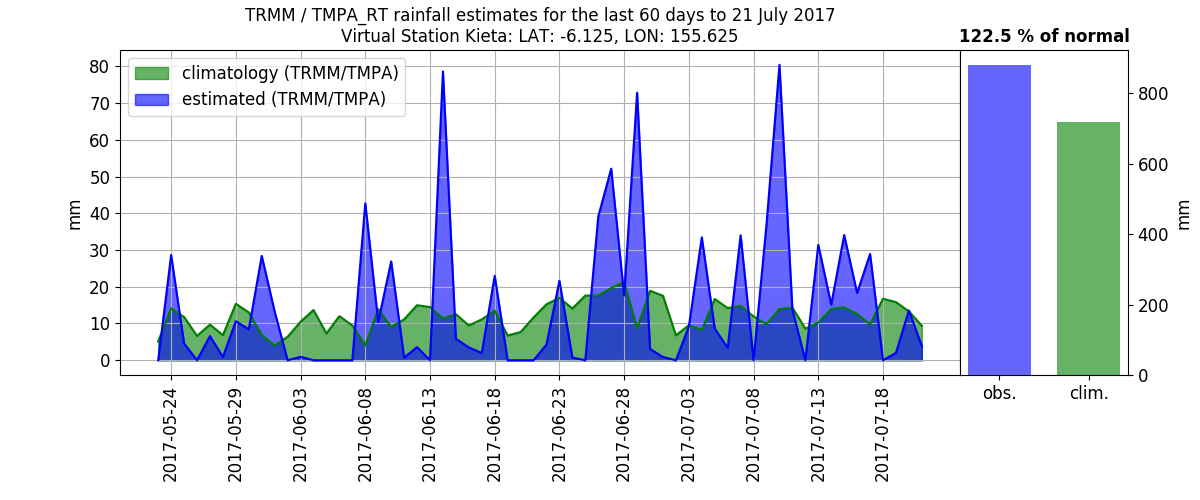 TRMM / TMPA_RT rainfall estimates for the last 60 days to 21 July 2017
Virtual Station Kieta: LAT: -6.125, LON: 155.625
122.5 % of normal
climatology (TRMM/TMPA)
estimated (TRMM/TMPA)
mm
80
70
60
50
40
30
20
10
0
2017-05-24
2017-05-29
2017-06-03
2017-06-08
2017-06-13
2017-06-18
2017-06-23
2017-06-28
2017-07-03
2017-07-08
2017-07-13
2017-07-18
800
600
400
200
0
mm
obs.
clim.